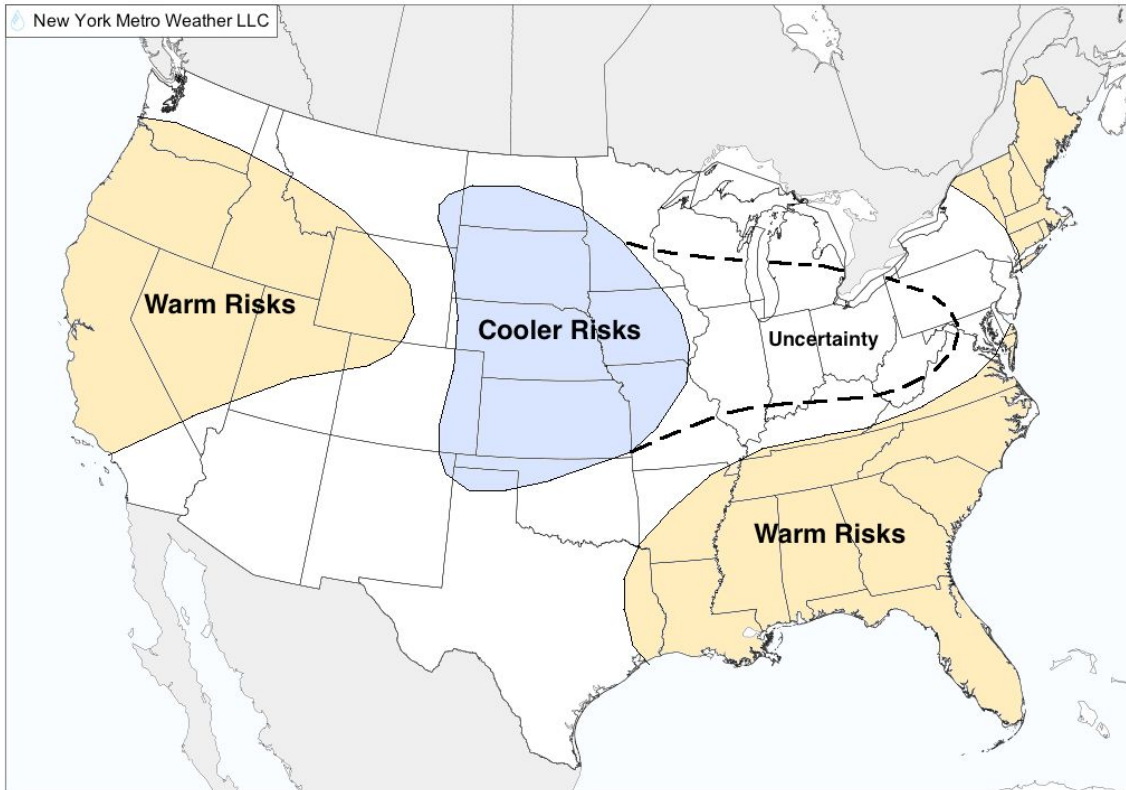 New York Metro Weather LLC
Warm Risks
Cooler Risks
Uncertainty
Warm Risks